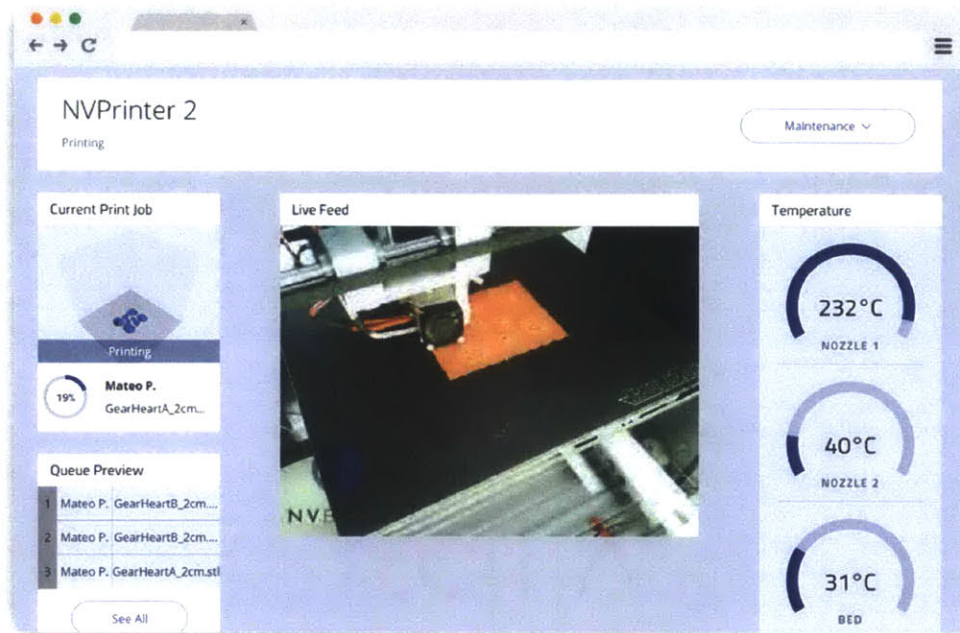 NVPrinter 2
Printing
Maintenance
Current Print Job
Printing
19%
Mateo P.
GearHeartA_2cm...
Queue Preview
1 Mateo P. GearHeartB_2cm....
2 Mateo P. GearHeartB_2cm....
3 Mateo P. GearHeartA_2cm.stl
See All
Live Feed
NV
Temperature
232°C
NOZZLE 1
40°C
NOZZLE 2
31°C
BED